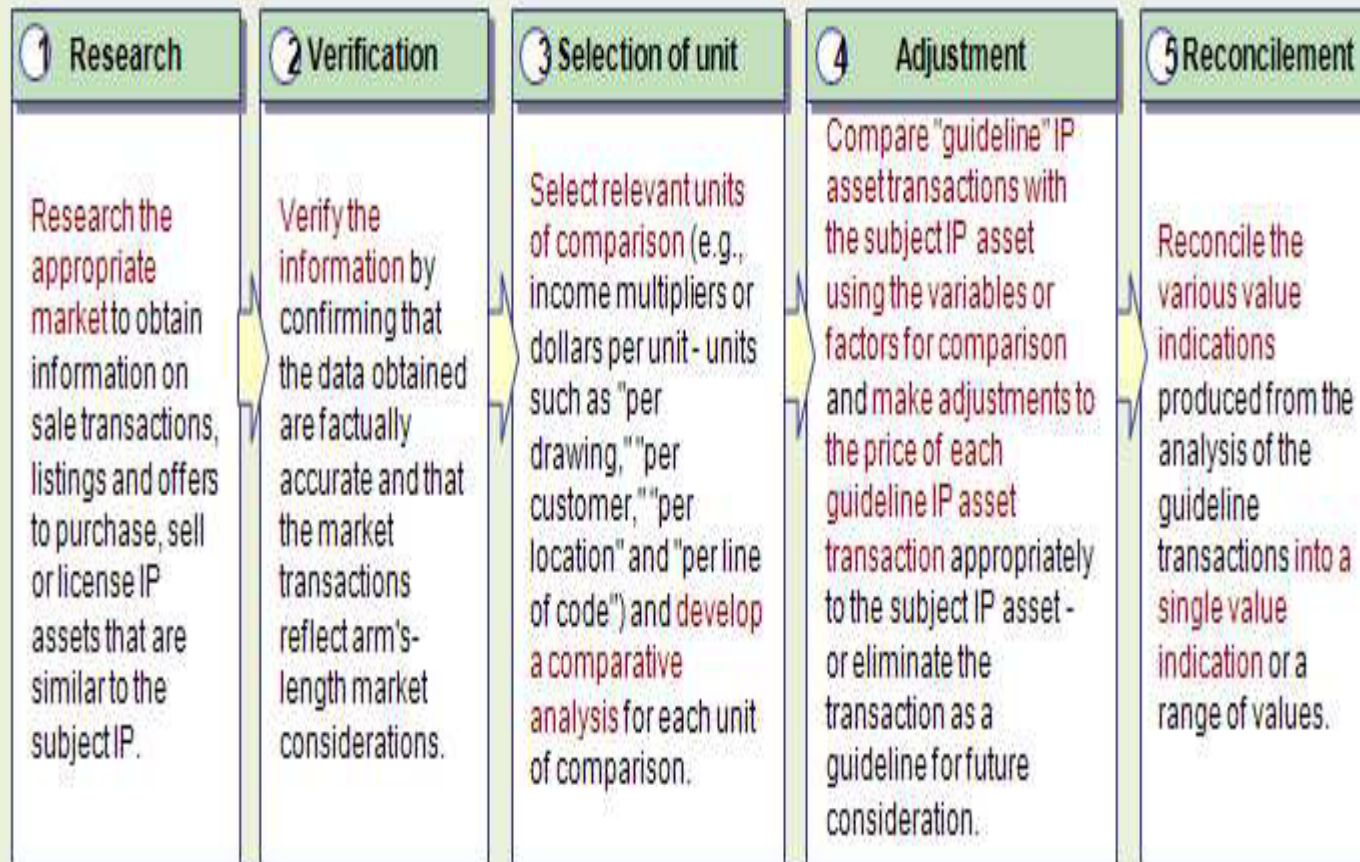 1 Research
Research the
appropriate
market to obtain
information on
sale transactions,
listings and offers
to purchase, sell
or license IP
assets that are
similar to the
subject IP.
2 Verification
Verify the
information by
confirming that
the data obtained
are factually
accurate and that
the market
transactions
reflect arm's-
length market
considerations.
3 Selection of unit
Select relevant units
of comparison (e.g.,
income multipliers or
dollars per unit - units
such as "per
drawing," "per
customer," "per
location" and "per line
of code") and develop
a comparative
analysis for each unit
of comparison.
4 Adjustment
Compare "guideline" IP
asset transactions with
the subject IP asset
using the variables or
factors for comparison
and make adjustments to
the price of each
guideline IP asset
transaction appropriately
to the subject IP asset -
or eliminate the
transaction as a
guideline for future
consideration.
5 Reconcilement
Reconcile the
various value
indications
produced from the
analysis of the
guideline
transactions into a
single value
indication or a
range of values.